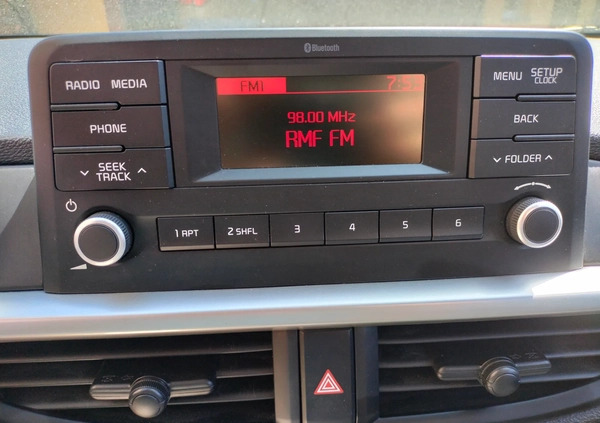 Bluetooth
RADIO MEDIA
PHONE
SEEK
TRACK
FM1
98.00 MHz
RMF FM
MENU SETUP
CLOCK
BACK
FOLDER
1 RPT
2 SHFL
3
4
5
6